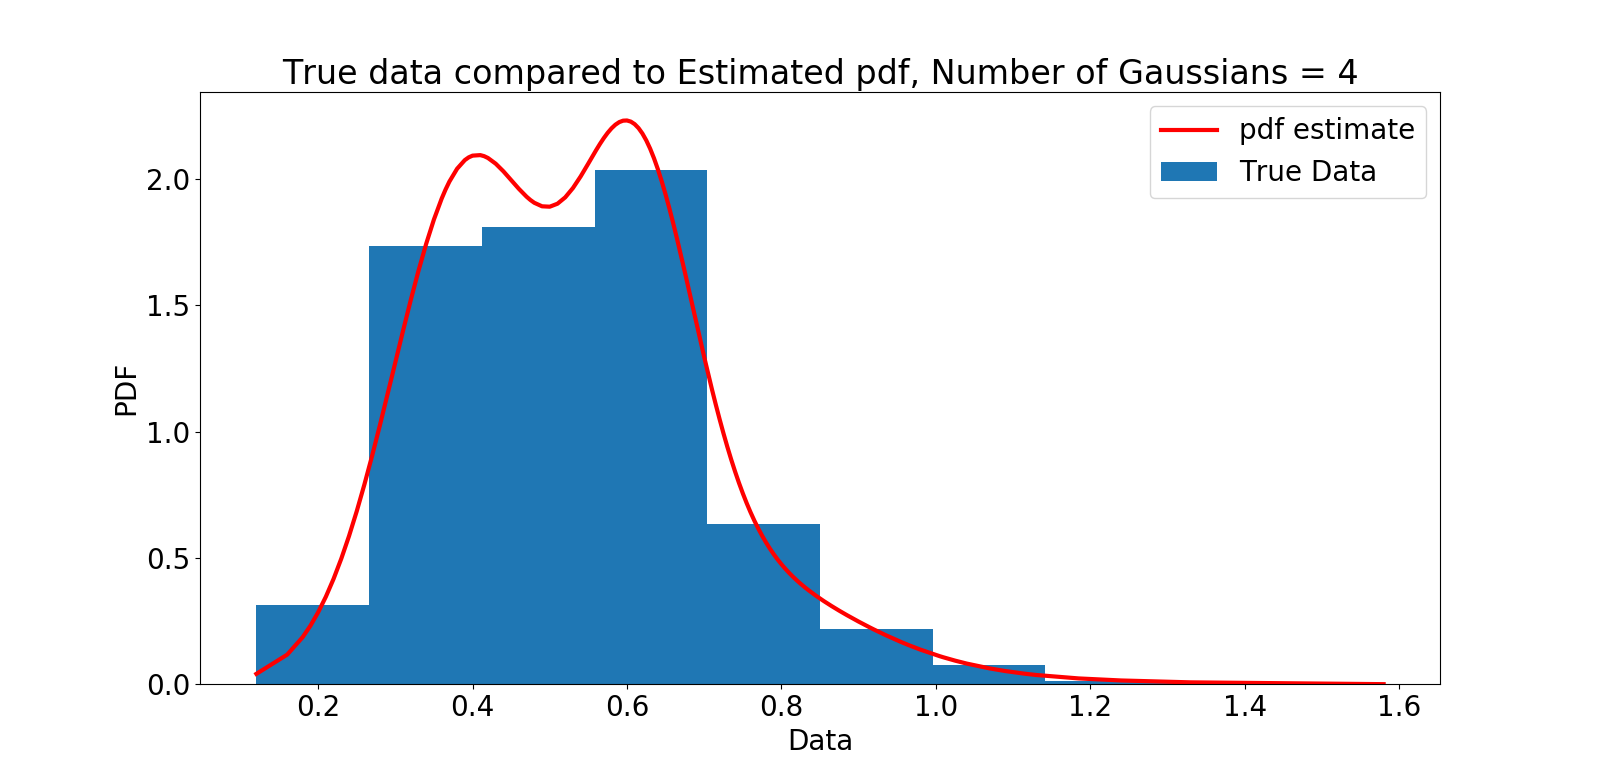 True data compared to Estimated pdf, Number of Gaussians = 4
pdf estimate
True Data
2.0
1.5
1.0
0.5
0.0
PDF
0.2 0.4 0.6 0.8 1.0 1.2 1.4 1.6
Data